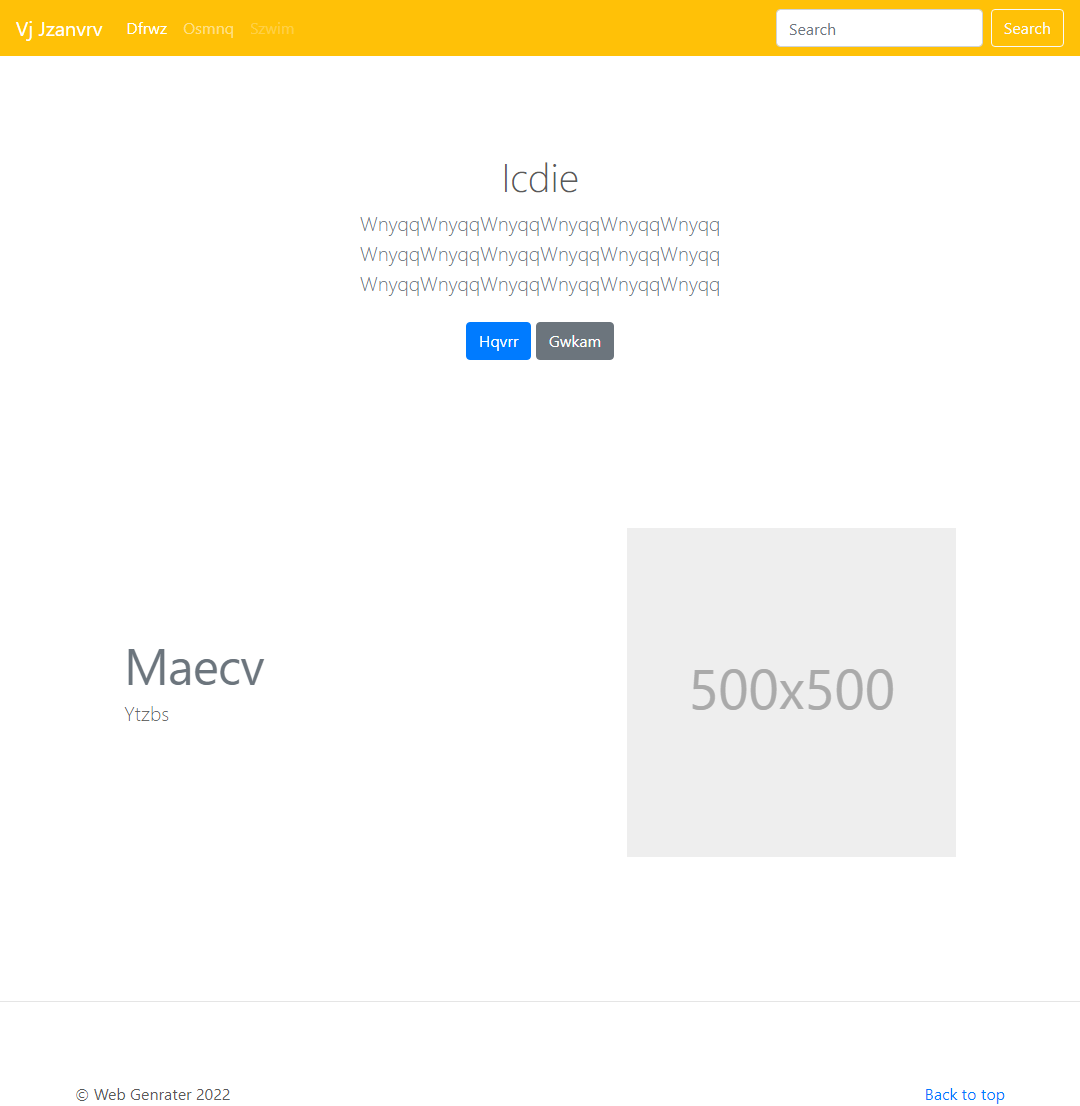 Vj Jzanvrv Dfrwz Osmnq Szwim Search Search
Icdie
WnyqqWnyqqWnyqqWnyqqWnyqqWnyqq
WnyqqWnyqqWnyqqWnyqqWnyqqWnyqq
WnyqqWnyqqWnyqqWnyqqWnyqqWnyqq
Hqvrr Gwkam
500x500
Maecv
Ytzbs
© Web Genrater 2022 Back to top